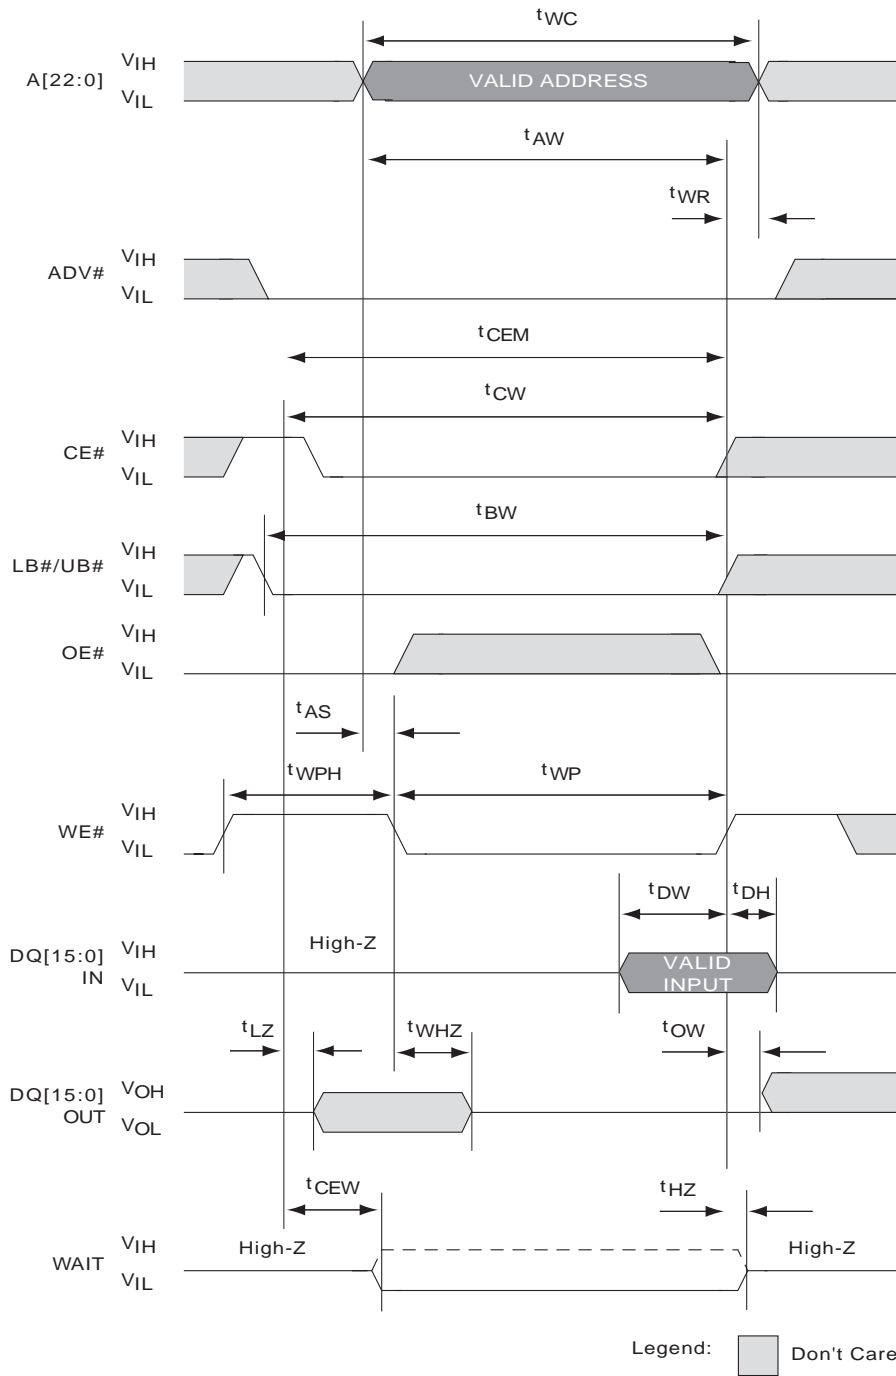 tWC
A[22:0] VIH VALID ADDRESS
VIL
tAW
tWR
ADV# VIH
VIL
tCEM
tCW
CE# VIH
VIL
tBW
LB#/UB# VIH
VIL
OE# VIH
VIL
tAS
tWPH tWP
WE# VIH
VIL
tDW tDH
DQ[15:0] VIH High-Z VALID
IN VIL INPUT
tLZ tWHZ tOW
DQ[15:0] VOH
OUT VOL
tCEW tHZ
WAIT VIH High-Z High-Z
VIL
Legend: Don't Care